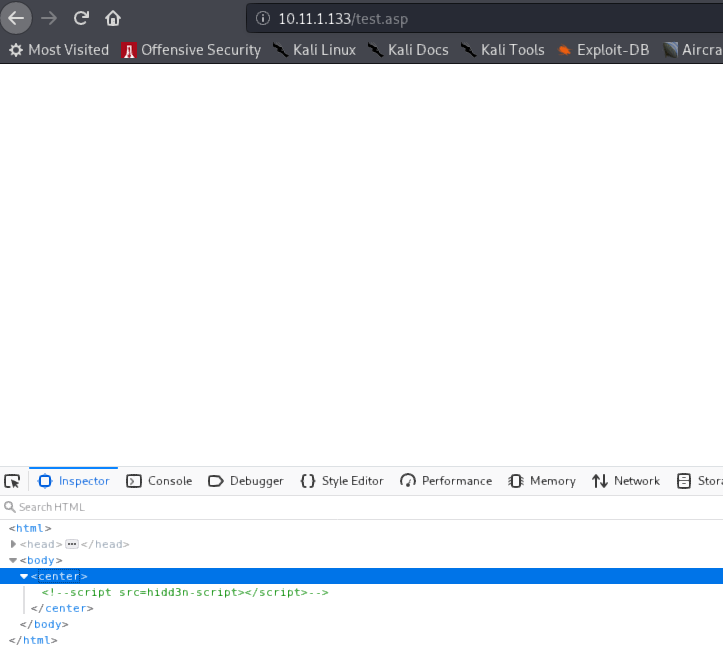 10.11.1.133/test.asp
Most Visited Offensive Security Kali Linux Kali Docs Kali Tools Exploit-DB Aircra
Inspector Console Debugger {} Style Editor Performance Memory Network Stora
Search HTML
<html>
<head>•••</head>
<body>
<center>
<!--script src=hidd3n-script></script>-->
</center>
</body>
</html>